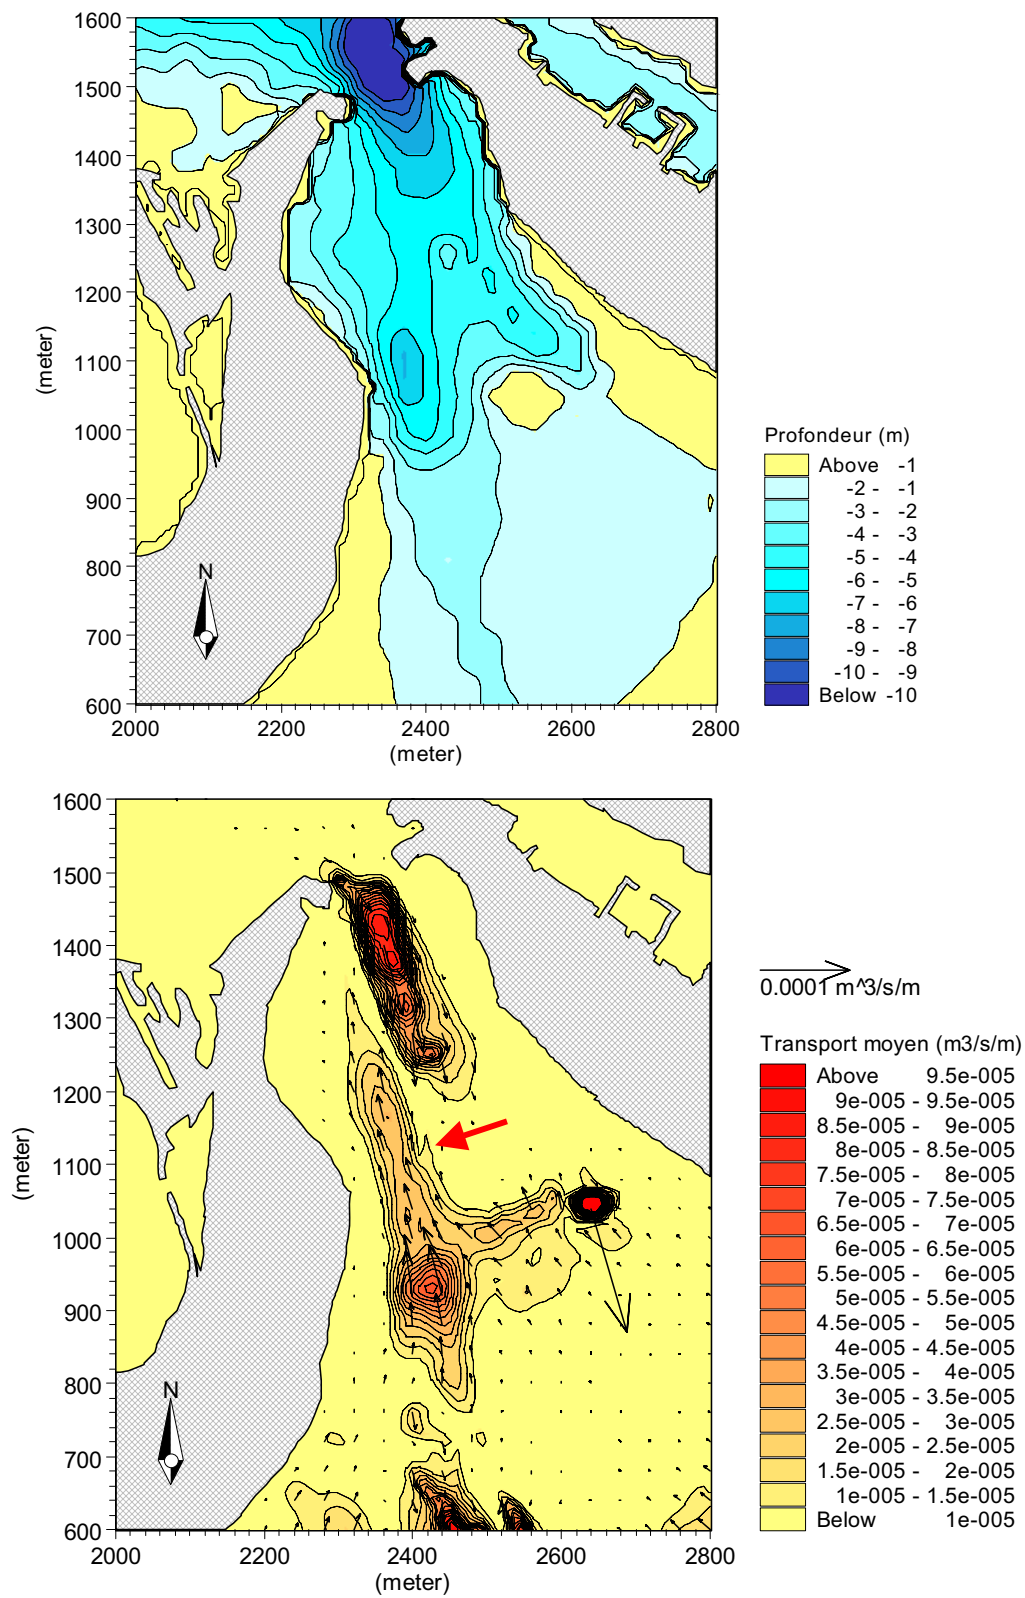 1600
1500
1400
1300
1200
1100
1000
900
800
700
600
(meter)
N
2000 2200 2400 2600 2800
(meter)
Profondeur (m)
Above -1
-2 - -1
-3 - -2
-4 - -3
-5 - -4
-6 - -5
-7 - -6
-8 - -7
-9 - -8
-10 - -9
Below -10
1600
1500
1400
1300
1200
1100
1000
900
800
700
600
(meter)
N
2000 2200 2400 2600 2800
(meter)
0.0001 m^3/s/m
Transport moyen (m3/s/m)
Above 9.5e-005
9e-005 - 9.5e-005
8.5e-005 - 9e-005
8e-005 - 8.5e-005
7.5e-005 - 8e-005
7e-005 - 7.5e-005
6.5e-005 - 7e-005
6e-005 - 6.5e-005
5.5e-005 - 6e-005
5e-005 - 5.5e-005
4.5e-005 - 5e-005
4e-005 - 4.5e-005
3.5e-005 - 4e-005
3e-005 - 3.5e-005
2.5e-005 - 3e-005
2e-005 - 2.5e-005
1.5e-005 - 2e-005
1e-005 - 1.5e-005
Below 1e-005